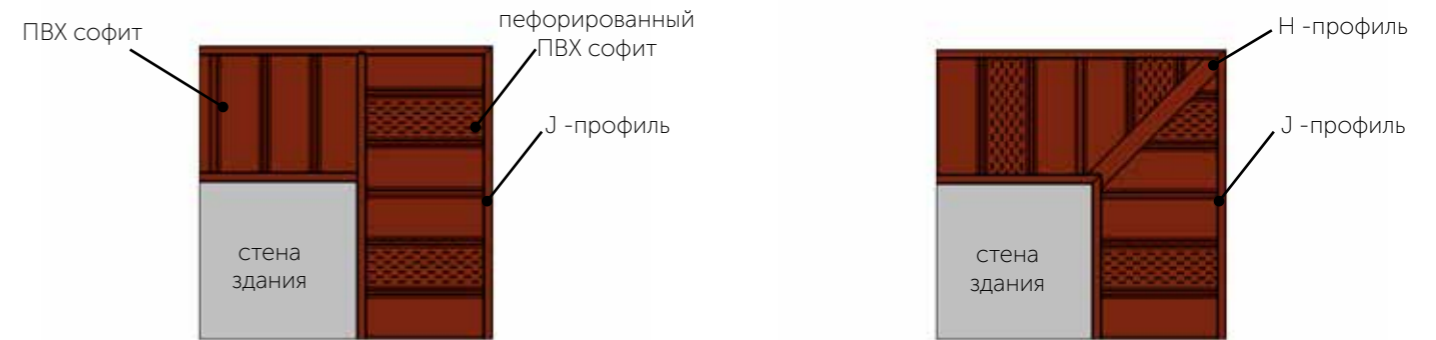 ПВХ софит
пефорированный
ПВХ софит
J -профиль
стена
здания
H -профиль
J -профиль
стена
здания